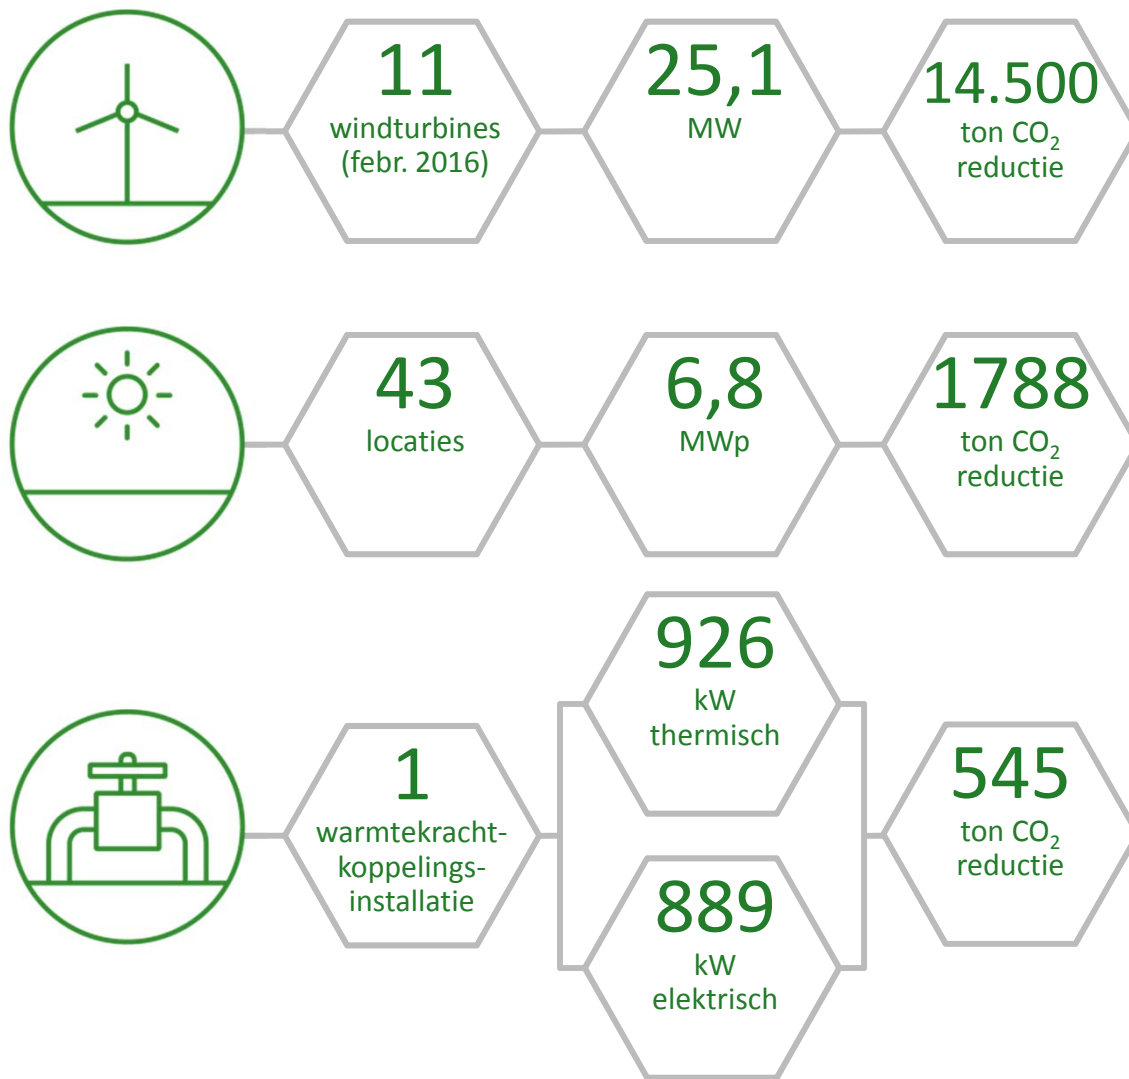 11
windturbines
(febr. 2016)
25,1
MW
14.500
ton CO₂
reductie
43
locaties
6,8
MWp
1788
ton CO₂
reductie
1
warmtekracht-
koppelings-
installatie
926
kW
thermisch
889
kW
elektrisch
545
ton CO₂
reductie